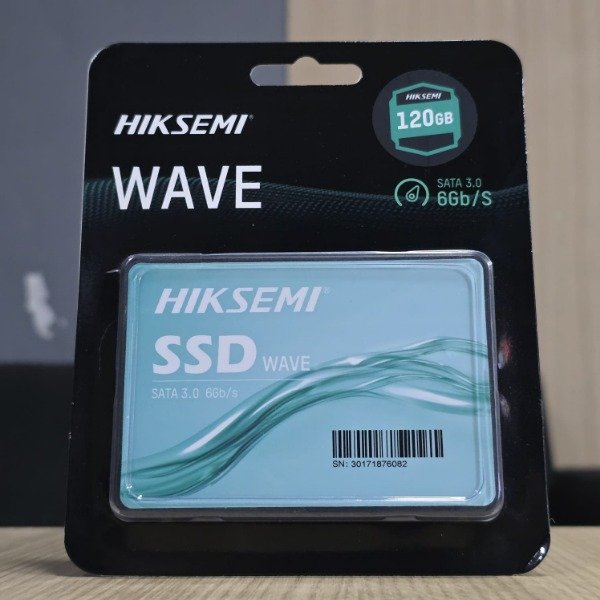 HIKSEMI®
WAVE
HIKSEMI
120GB
SATA 3.0
6Gb/S
HIKSEMI®
SSD WAVE
SATA 3.0 6Gb/s
SN: 30171876082